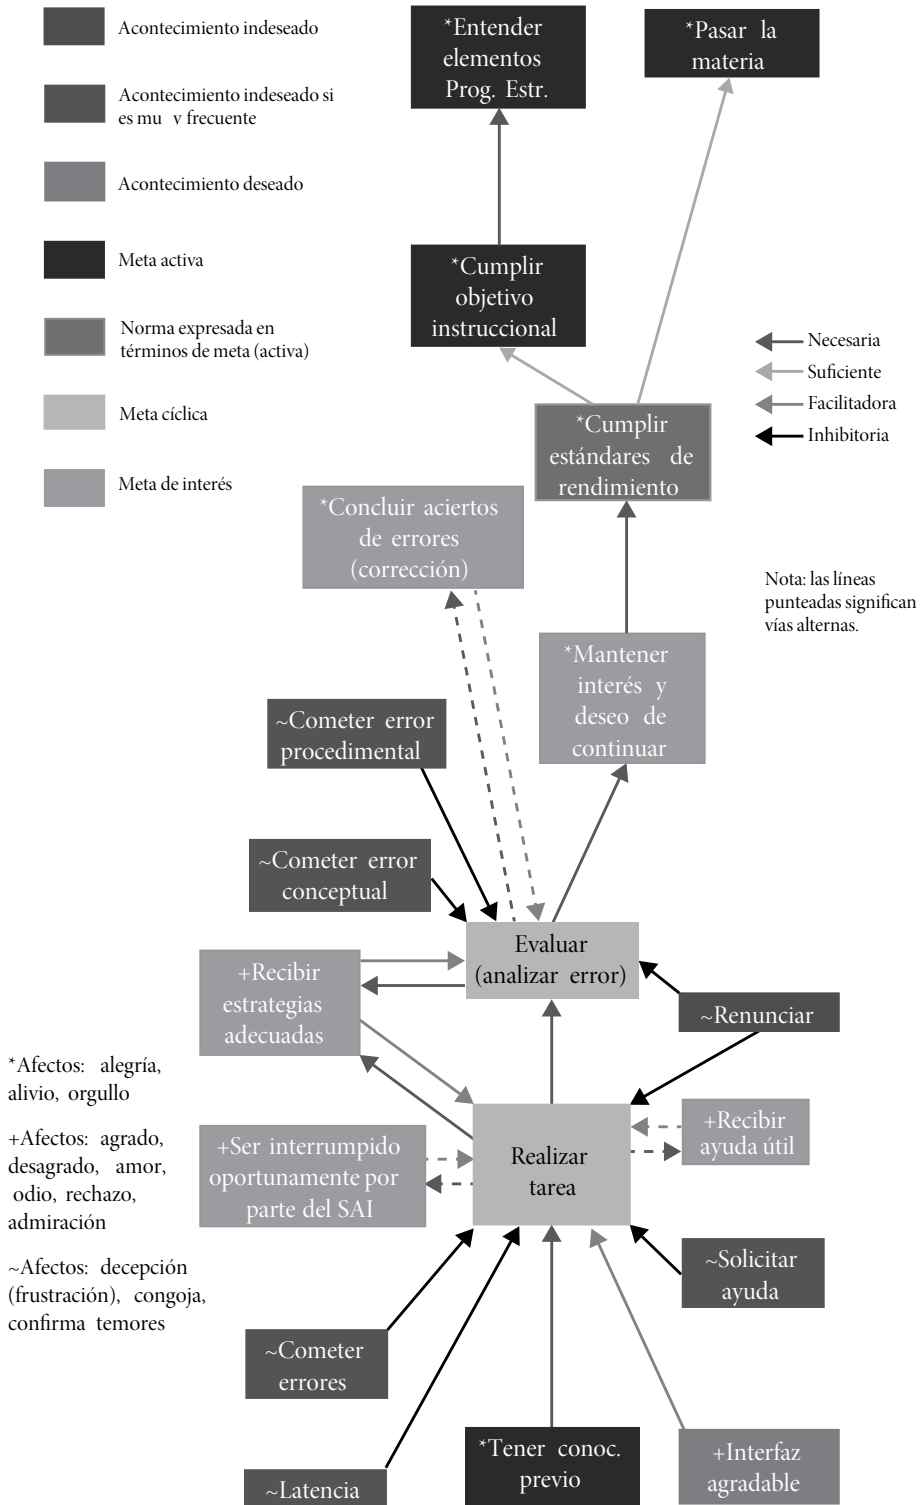 Acontecimiento indeseado
Acontecimiento indeseado si
es mu v frecuente
Acontecimiento deseado
Meta activa
Norma expresada en
términos de meta (activa)
Meta cíclica
Meta de interés
*Entender
elementos
Prog. Estr.
*Pasar la
materia
*Cumplir
objetivo
instruccional
Necesaria
Suficiente
Facilitadora
Inhibitoria
*Cumplir
estándares de
rendimiento
*Concluir aciertos
de errores
(corrección)
Nota: las líneas
punteadas significan
vías alternas.
*Mantener
interés y
deseo de
continuar
~Cometer error
procedimental
~Cometer error
conceptual
Evaluar
(analizar error)
+Recibir
estrategias
adecuadas
~Renunciar
*Afectos: alegría,
alivio, orgullo
+Afectos: agrado,
desagrado, amor,
odio, rechazo,
admiración
~Afectos: decepción
(frustración), congoja,
confirma temores
+Ser interrumpido
oportunamente por
parte del SAI
Realizar
tarea
+Recibir
ayuda útil
~Solicitar
ayuda
~Cometer
errores
~Latencia
*Tener conoc.
previo
+Interfaz
agradable